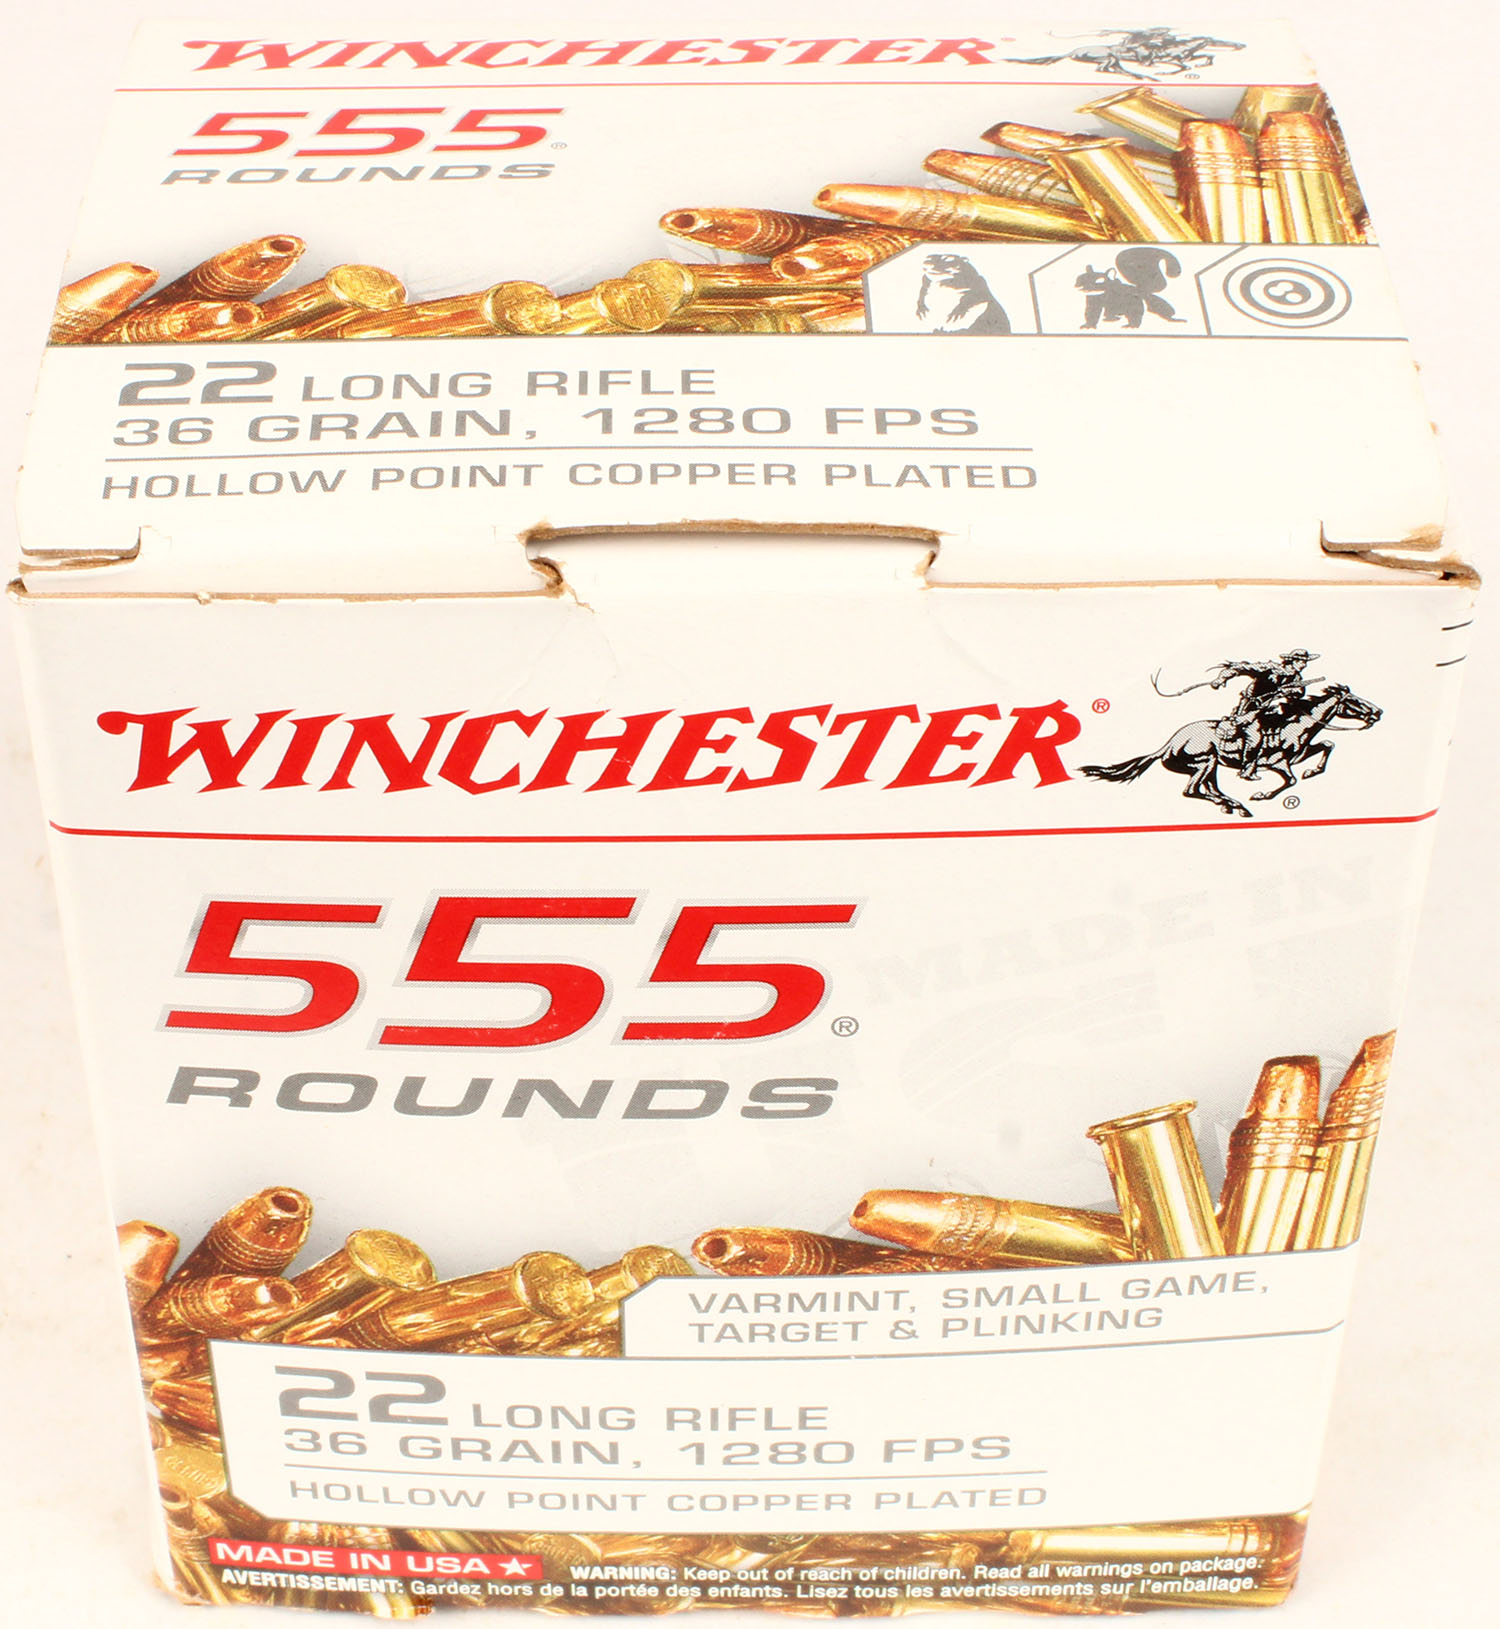 WINCHESTER®
555®
ROUNDS
22 LONG RIFLE
36 GRAIN, 1280 FPS
HOLLOW POINT COPPER PLATED
WINCHESTER®
®
555®
ROUNDS
MADE IN
VARMINT, SMALL GAME,
TARGET & PLINKING
22 LONG RIFLE
36 GRAIN, 1280 FPS
HOLLOW POINT COPPER PLATED
MADE IN USA ★
WARNING: Keep out of reach of children. Read all warnings on package.
AVERTISSEMENT: Gardez hors de la portée des enfants. Lisez tous les avertissements sur l'emballage.